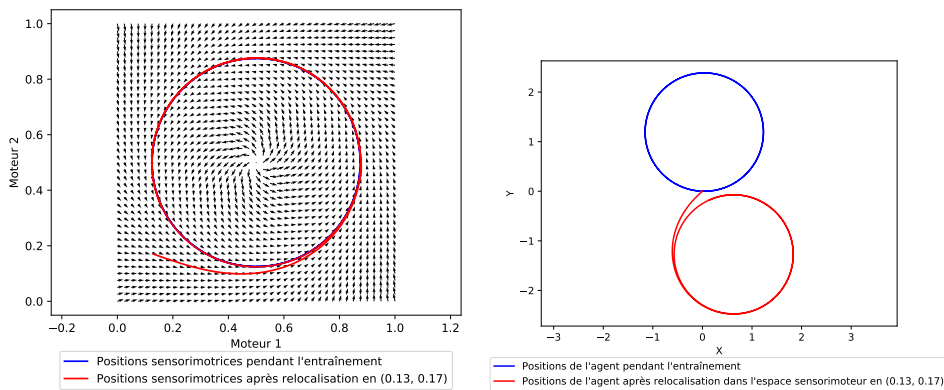 1.0
0.8
0.6
0.4
0.2
0.0
Moteur 2
−0.2 0.0 0.2 0.4 0.6 0.8 1.0 1.2
Moteur 1
Positions sensorimotrices pendant l'entraînement
Positions sensorimotrices après relocalisation en (0.13, 0.17)
2
1
0
−1
−2
Y
−3 −2 −1 0 1 2 3
X
Positions de l'agent pendant l'entraînement
Positions de l'agent après relocalisation dans l'espace sensorimoteur en (0.13, 0.17)